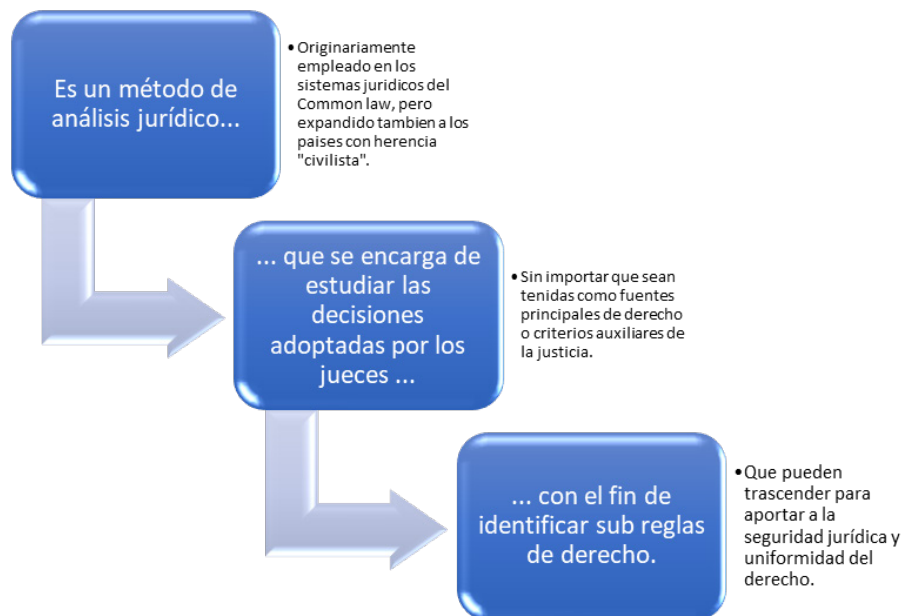 Es un método de
análisis jurídico...
•Originariamente
empleado en los
sistemas juridicos del
Common law, pero
expandido tambien a los
paises con herencia
"civilista".
... que se encarga de
estudiar las
decisiones
adoptadas por los
jueces ...
•Sin importar que sean
tenidas como fuentes
principales de derecho
o criterios auxiliares de
la justicia.
... con el fin de
identificar sub reglas
de derecho.
•Que pueden
trascender para
aportar a la
seguridad jurídica y
uniformidad del
derecho.